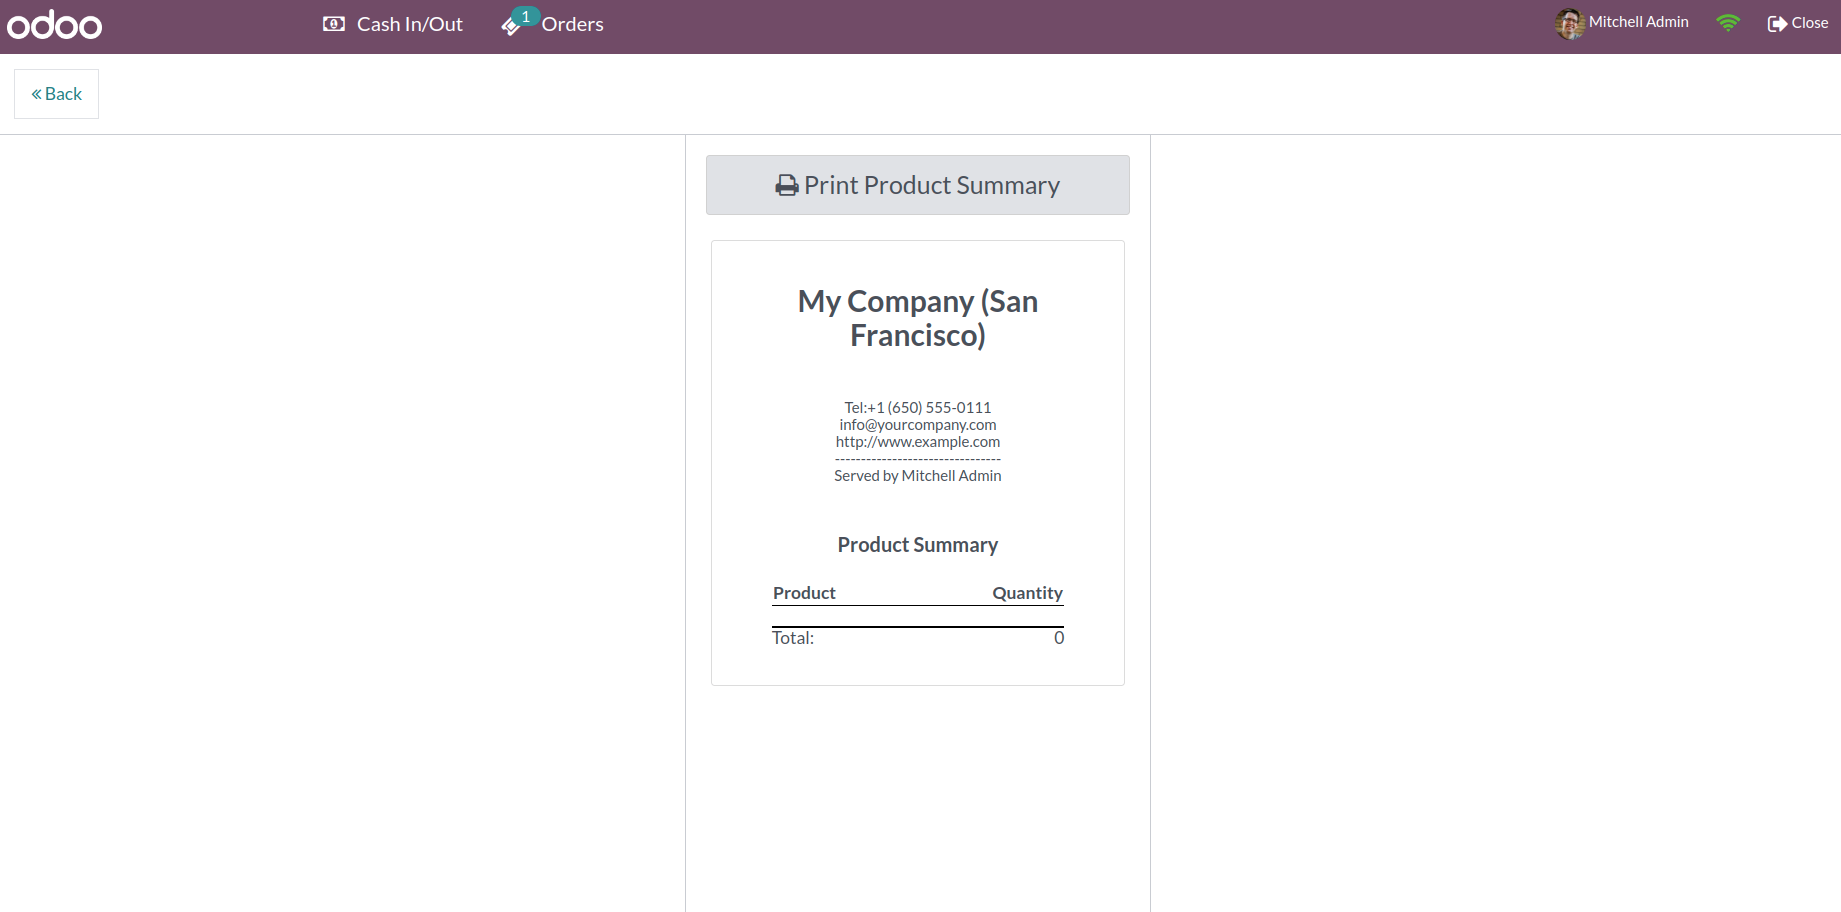 odoo
Cash In/Out
1
Orders
Mitchell Admin
Close
« Back
Print Product Summary
My Company (San
Francisco)
Tel:+1 (650) 555-0111
info@yourcompany.com
http://www.example.com
--------------------------------
Served by Mitchell Admin
Product Summary
Product Quantity
Total: 0